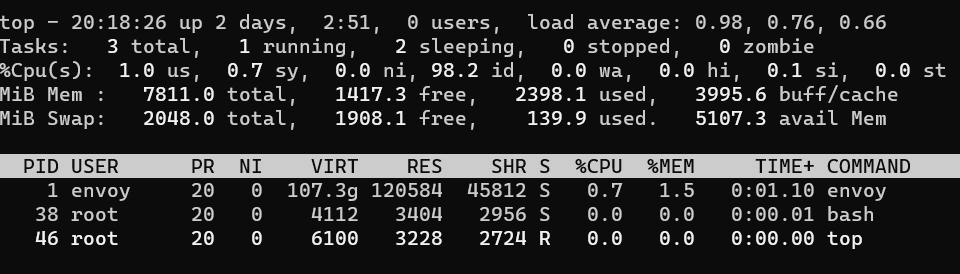 top - 20:18:26 up 2 days,  2:51,  0 users,  load average: 0.98, 0.76, 0.66
Tasks:   3 total,   1 running,   2 sleeping,   0 stopped,   0 zombie
%Cpu(s):  1.0 us,  0.7 sy,  0.0 ni, 98.2 id,  0.0 wa,  0.0 hi,  0.1 si,  0.0 st
MiB Mem :   7811.0 total,   1417.3 free,   2398.1 used,   3995.6 buff/cache
MiB Swap:   2048.0 total,   1908.1 free,    139.9 used.   5107.3 avail Mem
  PID USER      PR  NI    VIRT    RES    SHR S  %CPU  %MEM     TIME+ COMMAND
    1 envoy     20   0  107.3g 120584  45812 S   0.7   1.5   0:01.10 envoy
   38 root      20   0    4112   3404   2956 S   0.0   0.0   0:00.01 bash
   46 root      20   0    6100   3228   2724 R   0.0   0.0   0:00.00 top